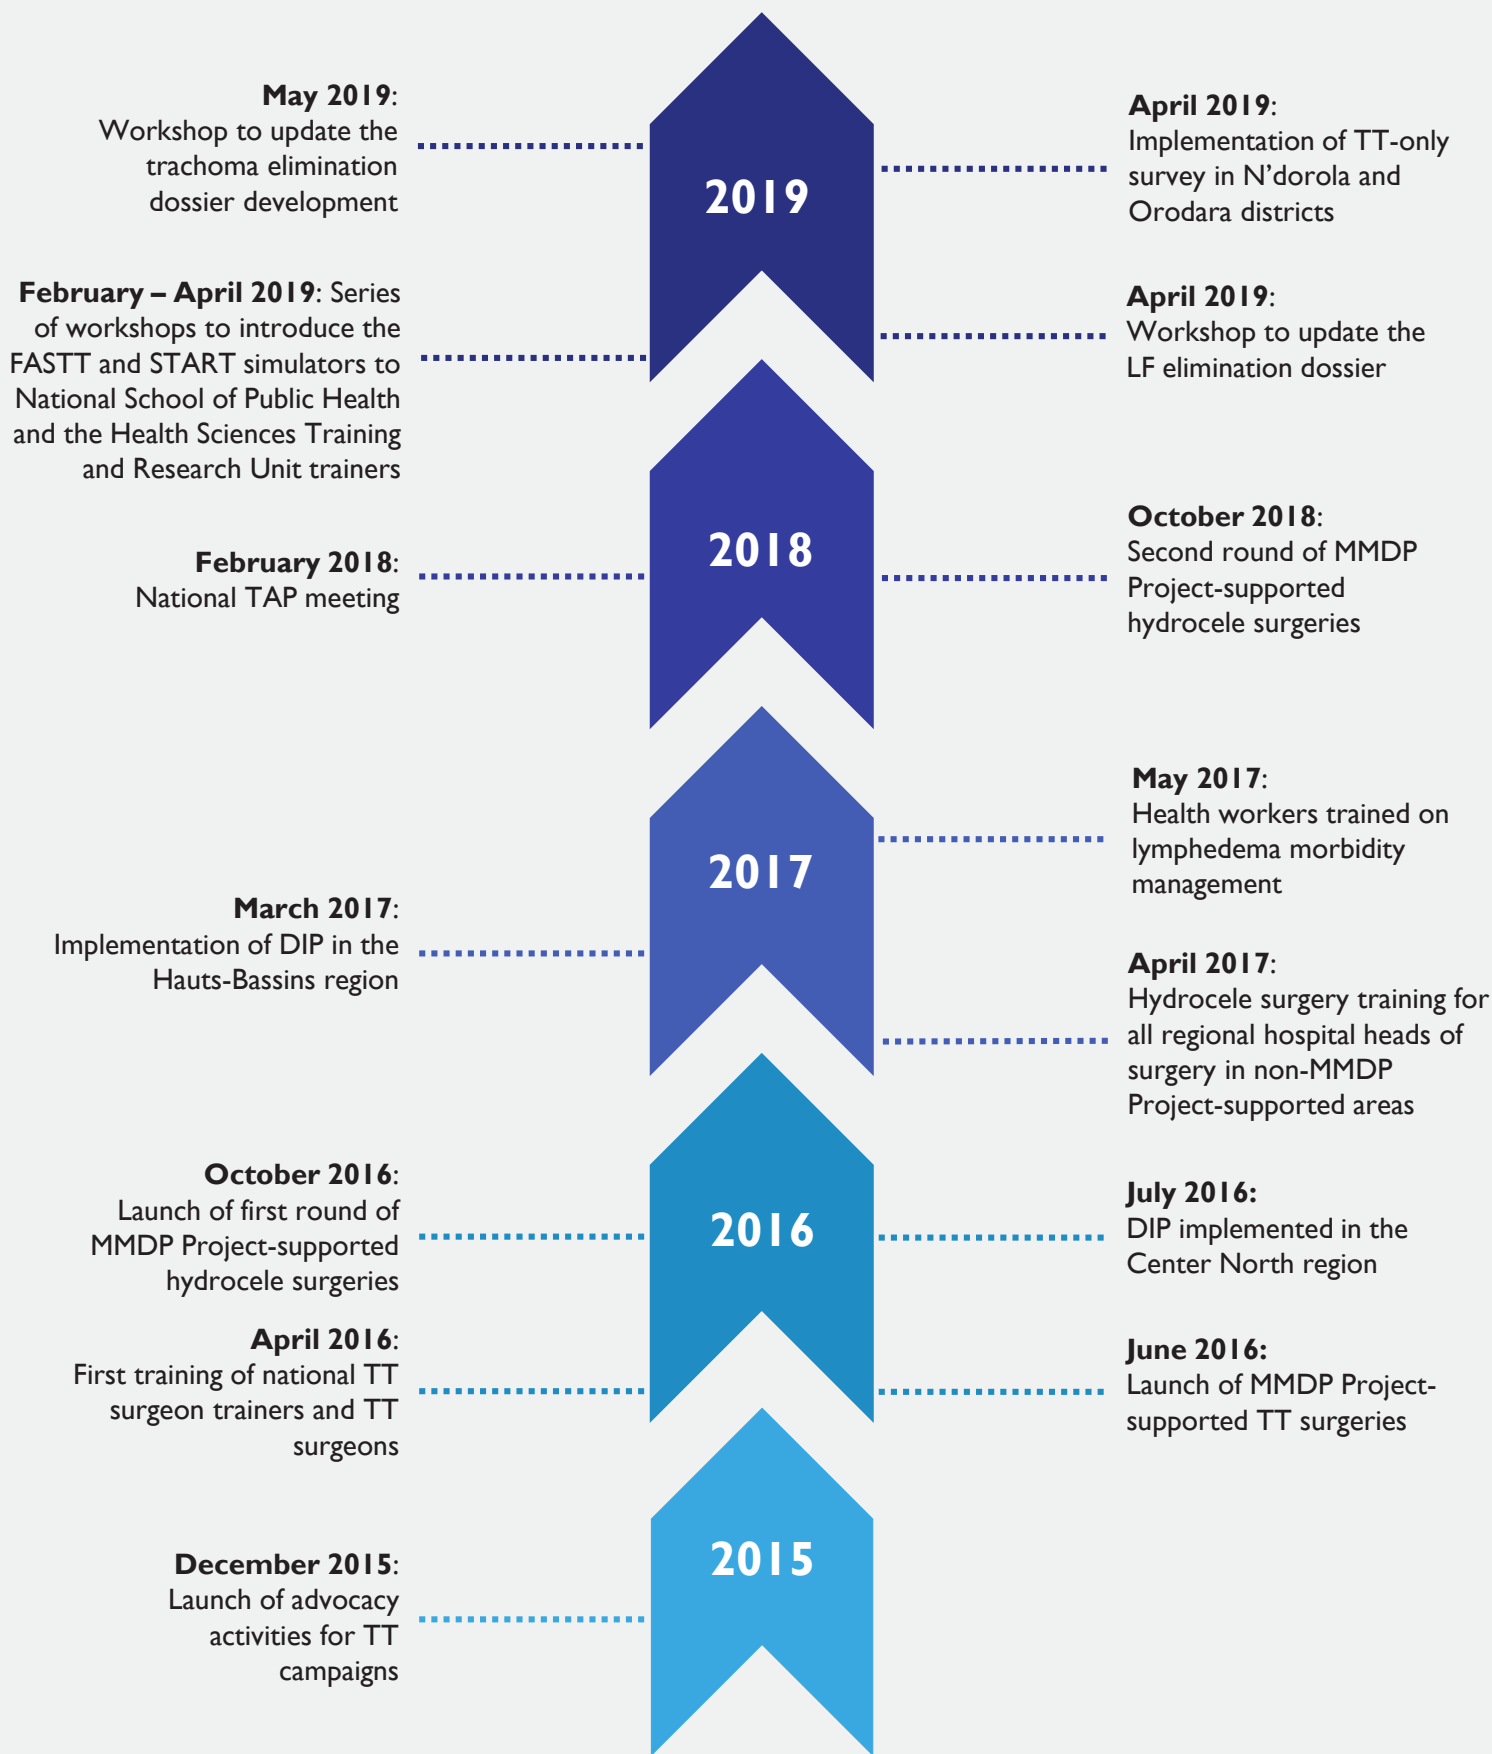 May 2019:
Workshop to update the
trachoma elimination
dossier development
April 2019:
Implementation of TT-only
survey in N’dorola and
Orodara districts
2019
February – April 2019: Series
of workshops to introduce the
FASTT and START simulators to
National School of Public Health
and the Health Sciences Training
and Research Unit trainers
April 2019:
Workshop to update the
LF elimination dossier
February 2018:
National TAP meeting
2018
October 2018:
Second round of MMDP
Project-supported
hydrocele surgeries
May 2017:
Health workers trained on
lymphedema morbidity
management
2017
March 2017:
Implementation of DIP in the
Hauts-Bassins region
April 2017:
Hydrocele surgery training for
all regional hospital heads of
surgery in non-MMDP
Project-supported areas
October 2016:
Launch of first round of
MMDP Project-supported
hydrocele surgeries
2016
July 2016:
DIP implemented in the
Center North region
April 2016:
First training of national TT
surgeon trainers and TT
surgeons
June 2016:
Launch of MMDP Project-
supported TT surgeries
2015
December 2015:
Launch of advocacy
activities for TT
campaigns